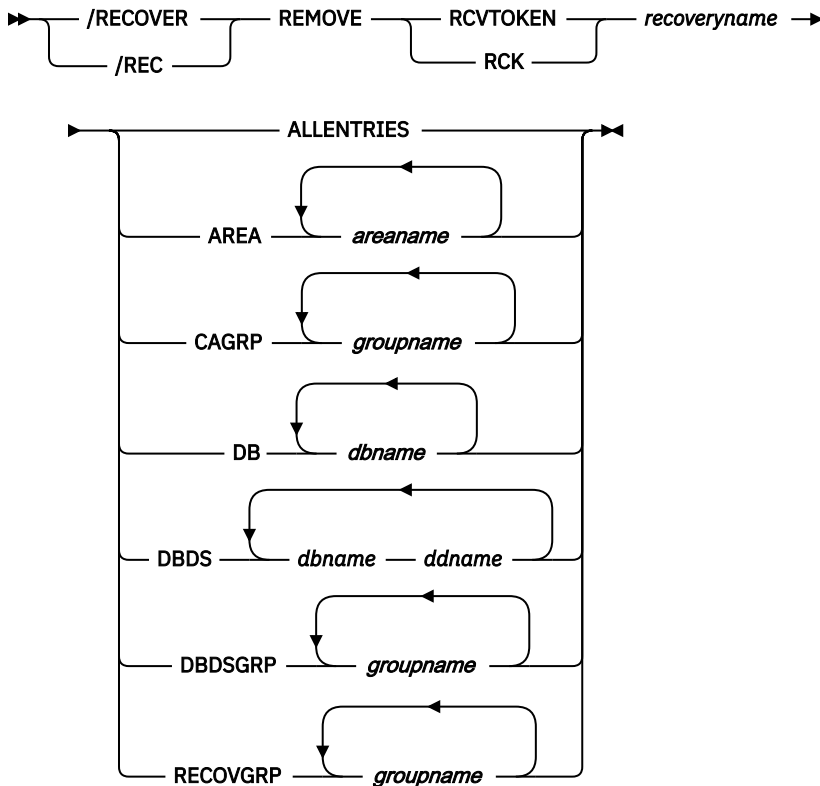 /RECOVER REMOVE RCVTOKEN recoveryname
/REC RCK
ALLENTRIES
AREA areaname
CAGRP groupname
DB dbname
DBDS dbname ddname
DBDSGRP groupname
RECOVGRP groupname